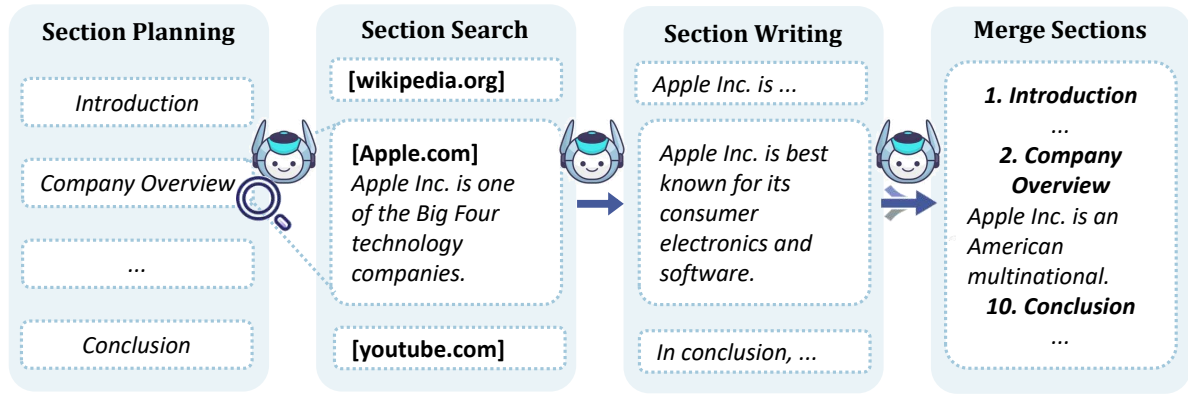 Section Planning
Introduction
Company Overview
...
Conclusion
Section Search
[wikipedia.org]
[Apple.com]
Apple Inc. is one
of the Big Four
technology
companies.
[youtube.com]
Section Writing
Apple Inc. is ...
Apple Inc. is best
known for its
consumer
electronics and
software.
In conclusion, ...
Merge Sections
1. Introduction
...
2. Company
Overview
Apple Inc. is an
American
multinational.
10. Conclusion
...